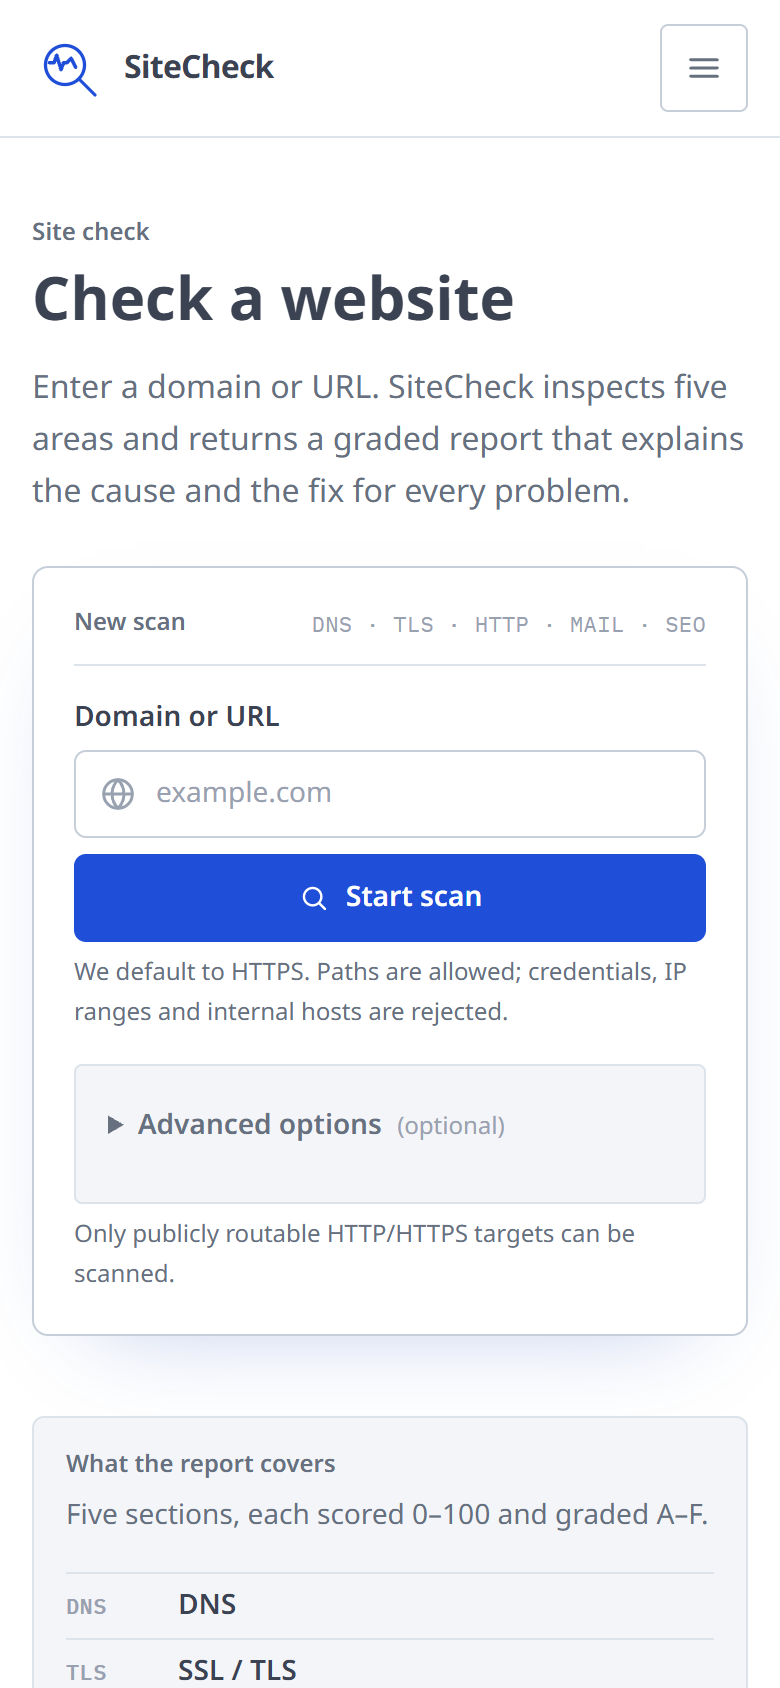 SiteCheck
Site check
Check a website
Enter a domain or URL. SiteCheck inspects five
areas and returns a graded report that explains
the cause and the fix for every problem.
New scan
DNS · TLS · HTTP · MAIL · SEO
Domain or URL
example.com
Start scan
We default to HTTPS. Paths are allowed; credentials, IP
ranges and internal hosts are rejected.
Advanced options (optional)
Only publicly routable HTTP/HTTPS targets can be
scanned.
What the report covers
Five sections, each scored 0–100 and graded A–F.
DNS DNS
TLS SSL / TLS